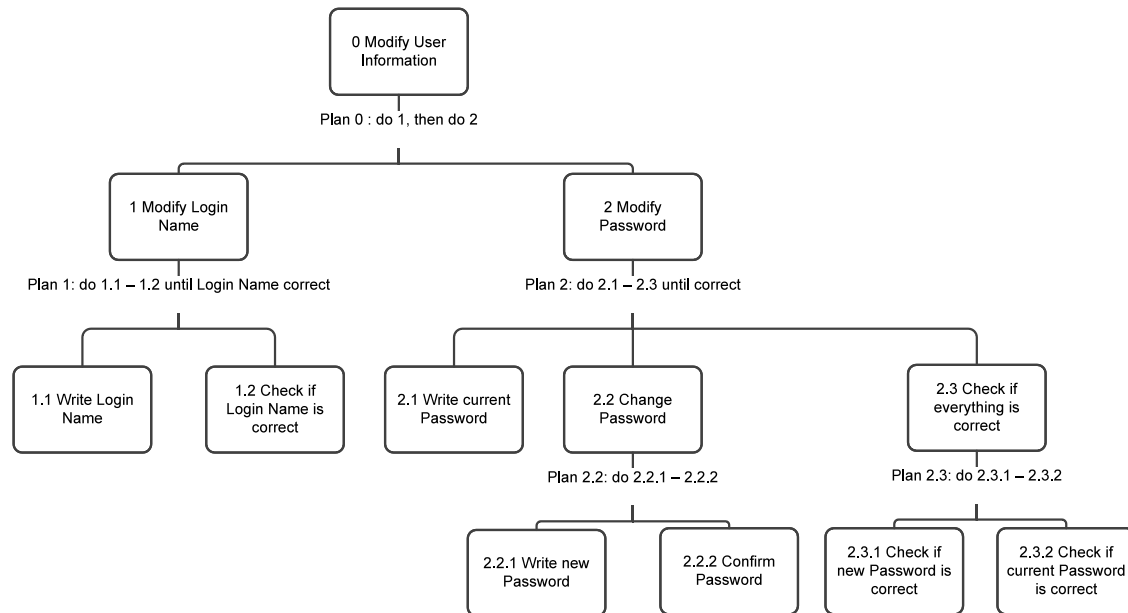 0 Modify User
Information
Plan 0 : do 1, then do 2
1 Modify Login
Name
2 Modify
Password
Plan 1: do 1.1 – 1.2 until Login Name correct
Plan 2: do 2.1 – 2.3 until correct
1.1 Write Login
Name
1.2 Check if
Login Name is
correct
2.1 Write current
Password
2.2 Change
Password
2.3 Check if
everything is
correct
Plan 2.2: do 2.2.1 – 2.2.2
Plan 2.3: do 2.3.1 – 2.3.2
2.2.1 Write new
Password
2.2.2 Confirm
Password
2.3.1 Check if
new Password is
correct
2.3.2 Check if
current Password
is correct